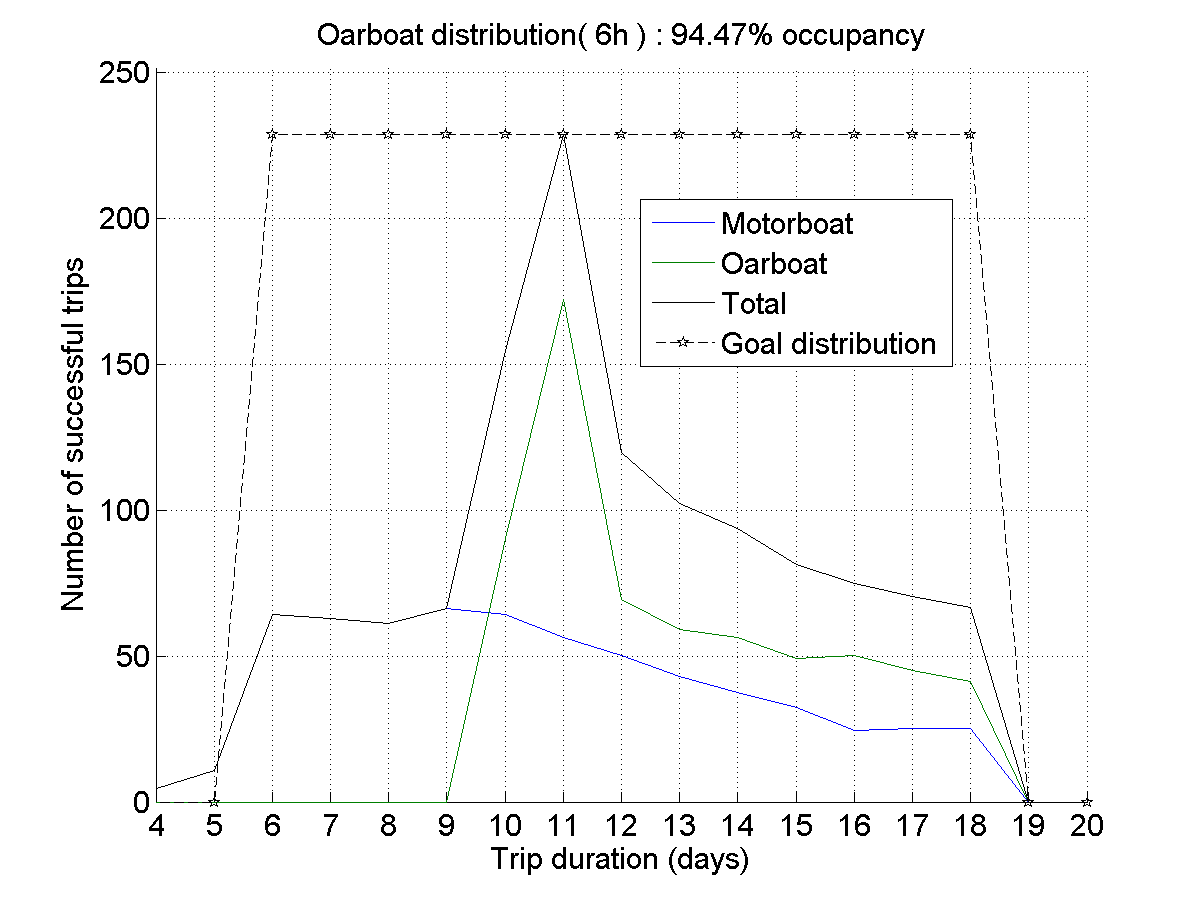 Oarboat distribution( 6h ) : 94.47% occupancy
250
200
150
100
50
0
Number of successful trips
Motorboat
Oarboat
Total
Goal distribution
4 5 6 7 8 9 10 11 12 13 14 15 16 17 18 19 20
Trip duration (days)